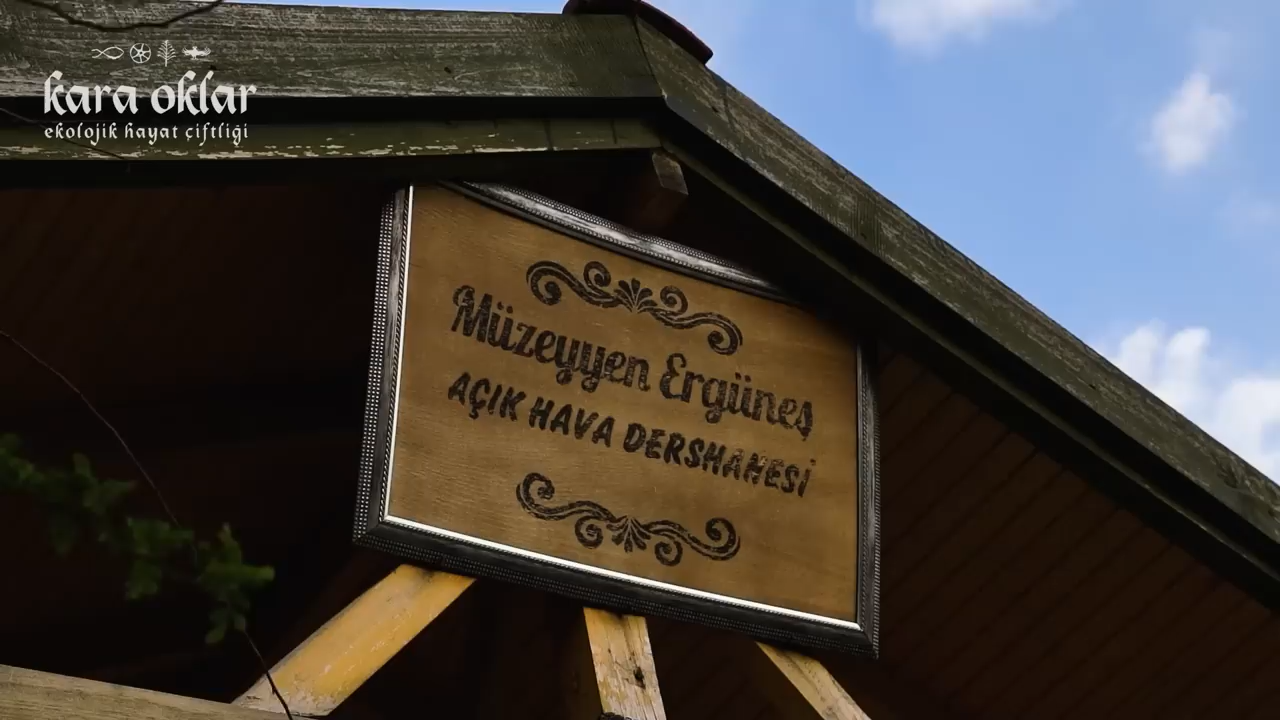 kara oklar
ekolojik hayat çiftliği
Müzeyyen Ergüneş
AÇIK HAVA DERSHANESİ